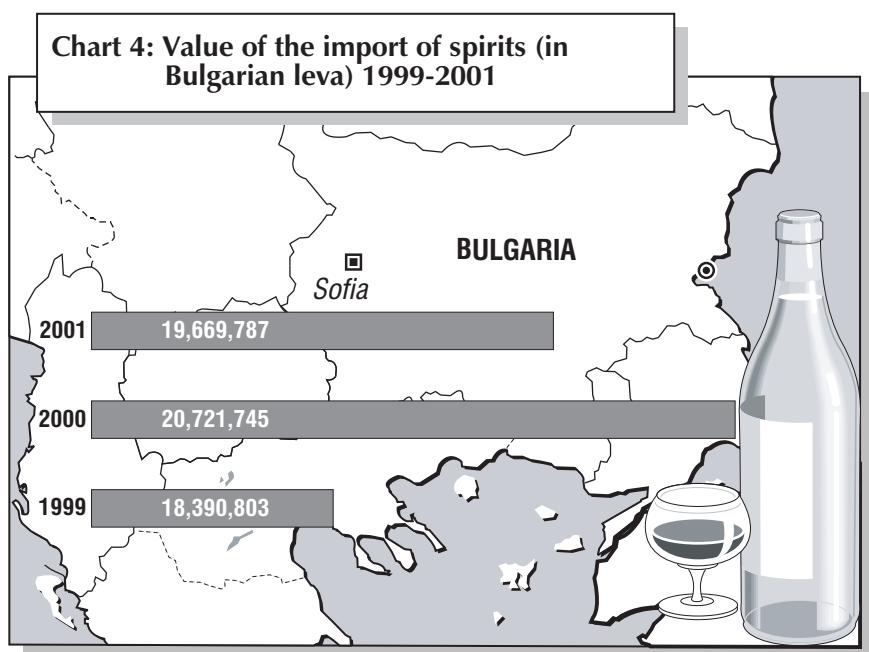 Chart 4: Value of the import of spirits (in
Bulgarian leva) 1999-2001
BULGARIA
Sofia
2001 19,669,787
2000 20,721,745
1999 18,390,803